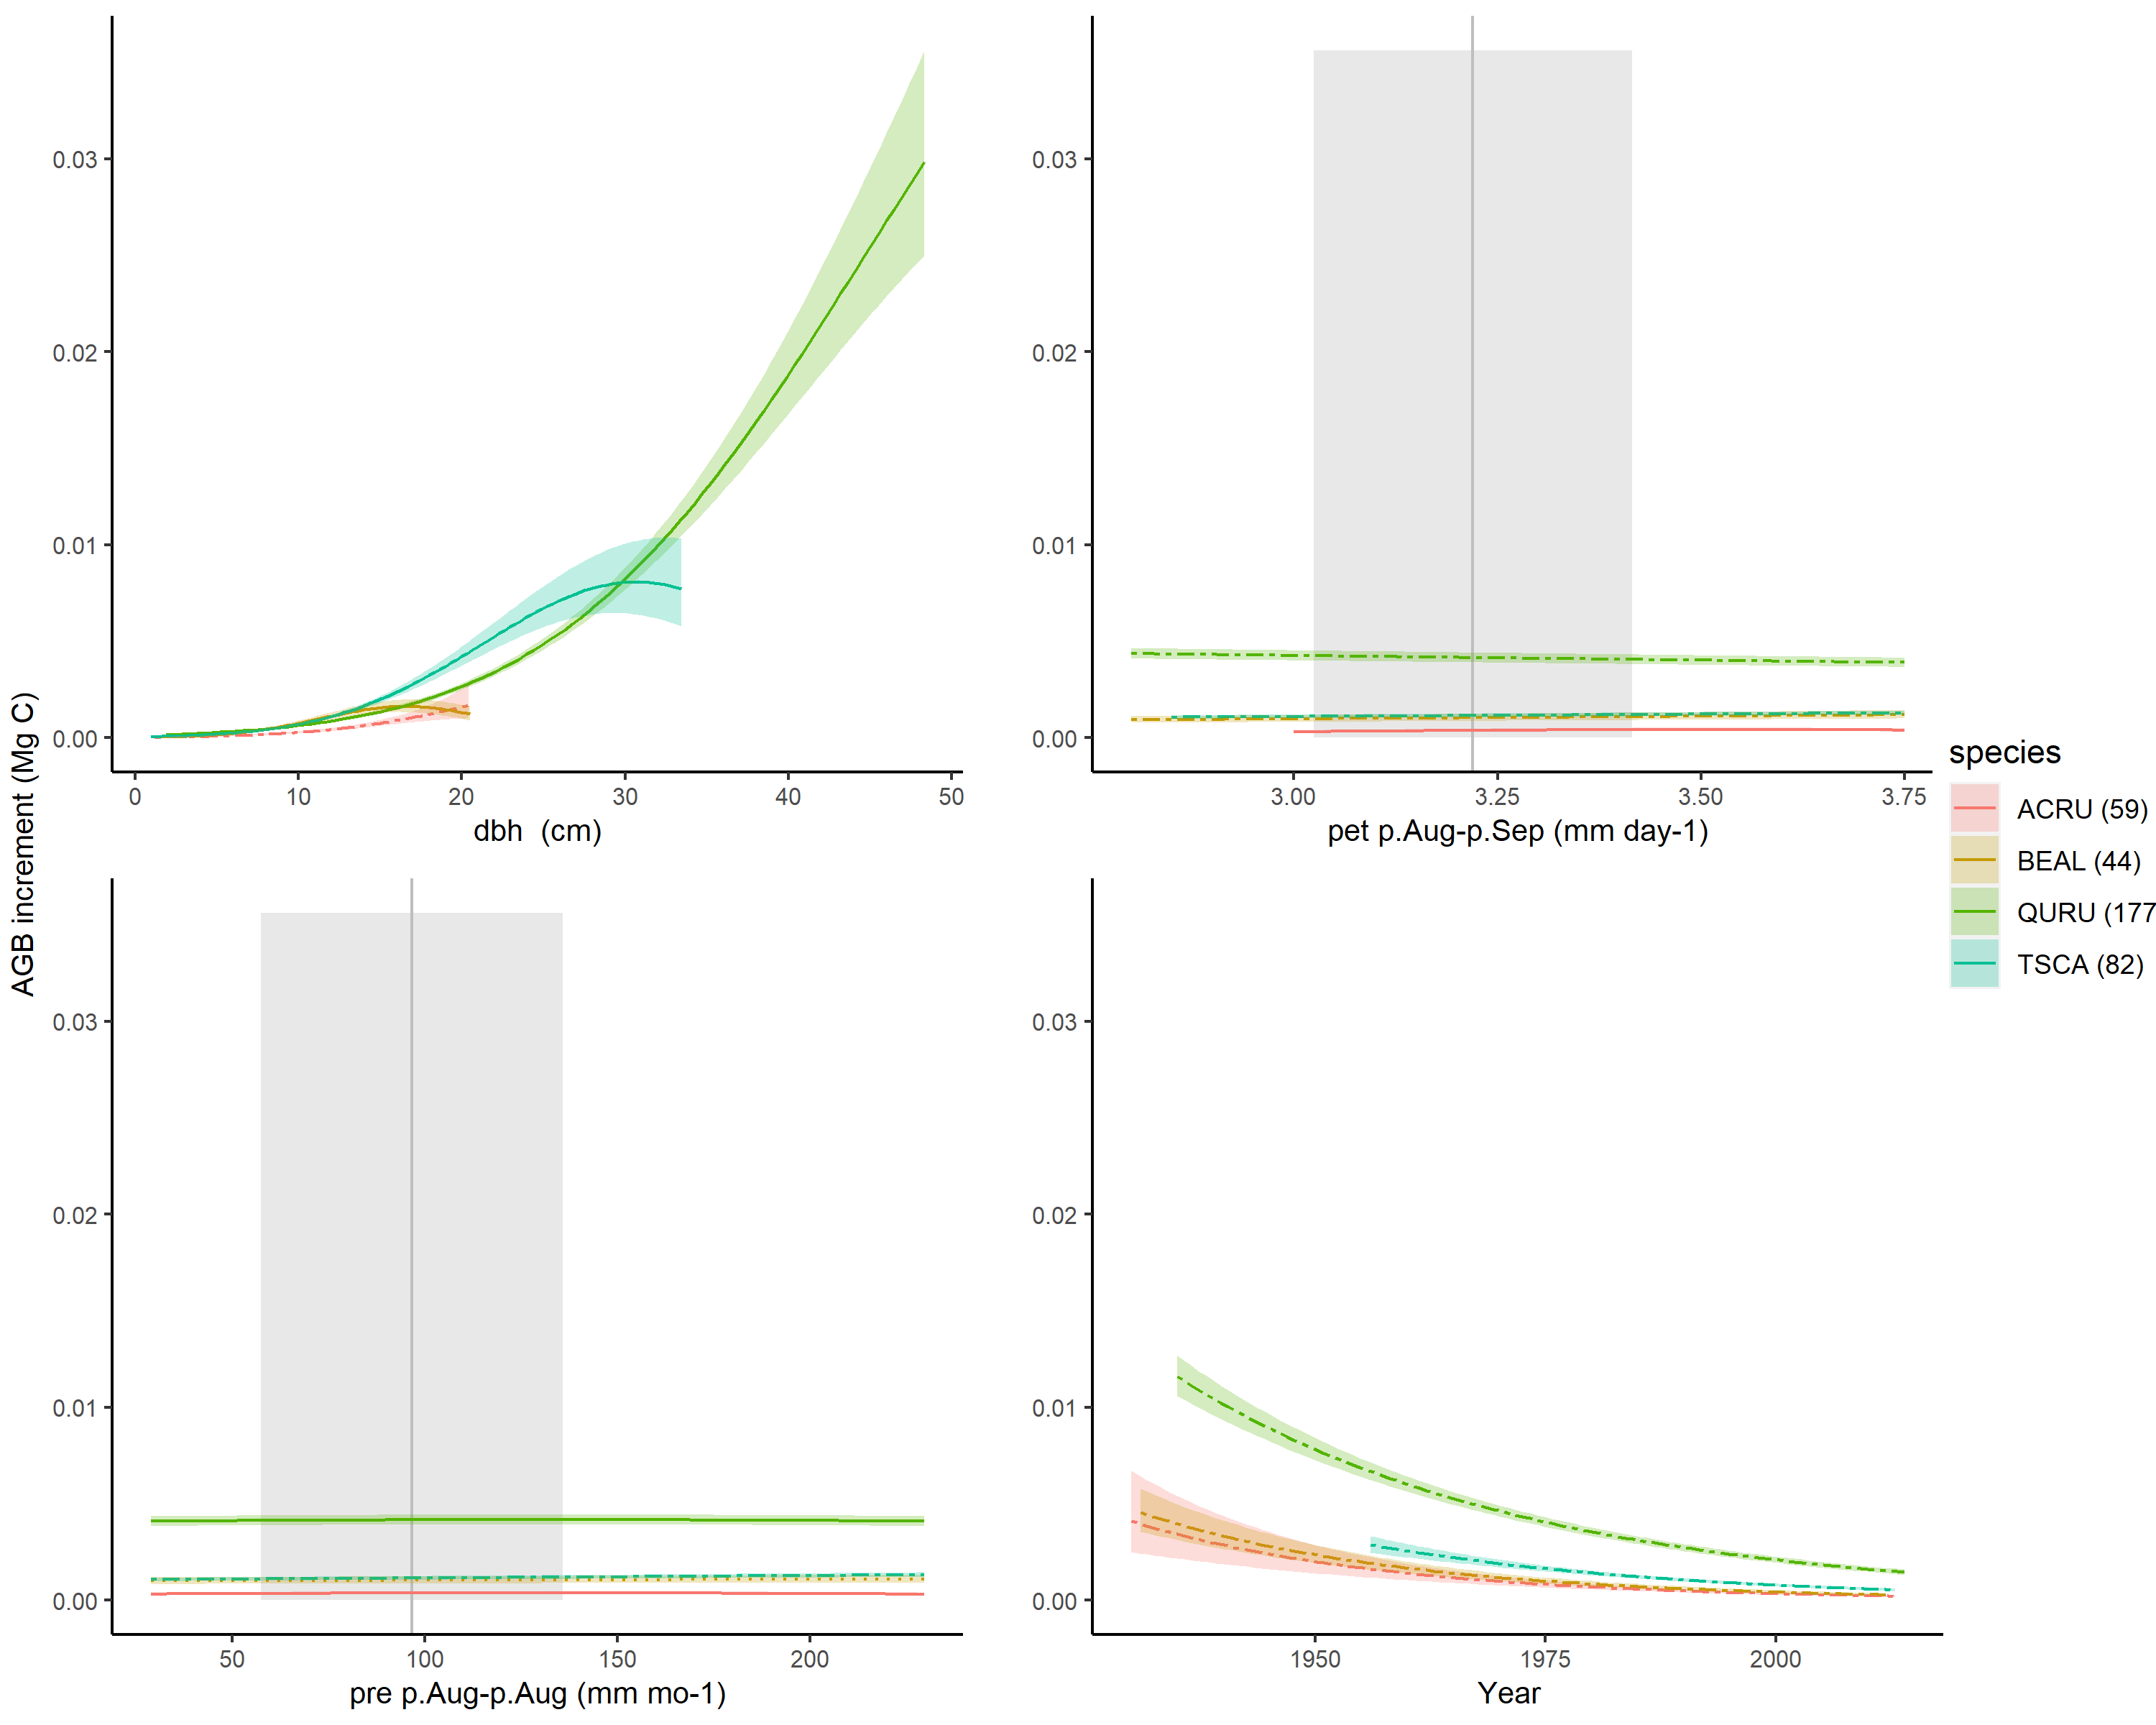 AGB increment (Mg C)
0.03
0.02
0.01
0.00
0 10 20 30 40 50
dbh (cm)
0.03
0.02
0.01
0.00
3.00 3.25 3.50 3.75
pet p.Aug-p.Sep (mm day-1)
0.03
0.02
0.01
0.00
50 100 150 200
pre p.Aug-p.Aug (mm mo-1)
0.03
0.02
0.01
0.00
1950 1975 2000
Year
species
ACRU (59)
BEAL (44)
QURU (177
TSCA (82)